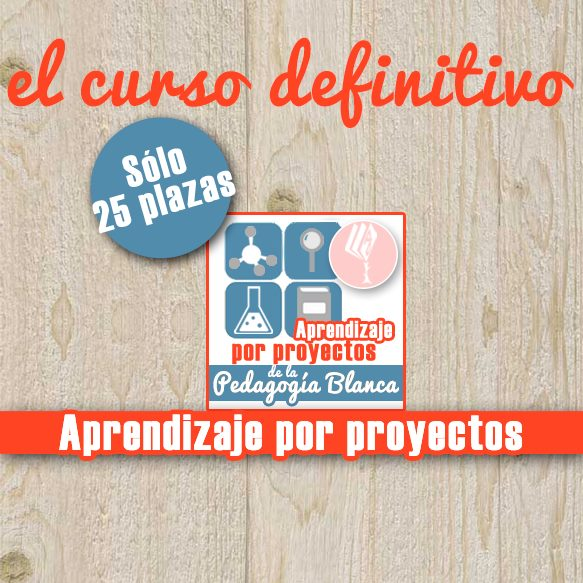 el curso definitivo
Sólo
25 plazas
Aprendizaje
por proyectos
de la
Pedagogía Blanca
Aprendizaje por proyectos